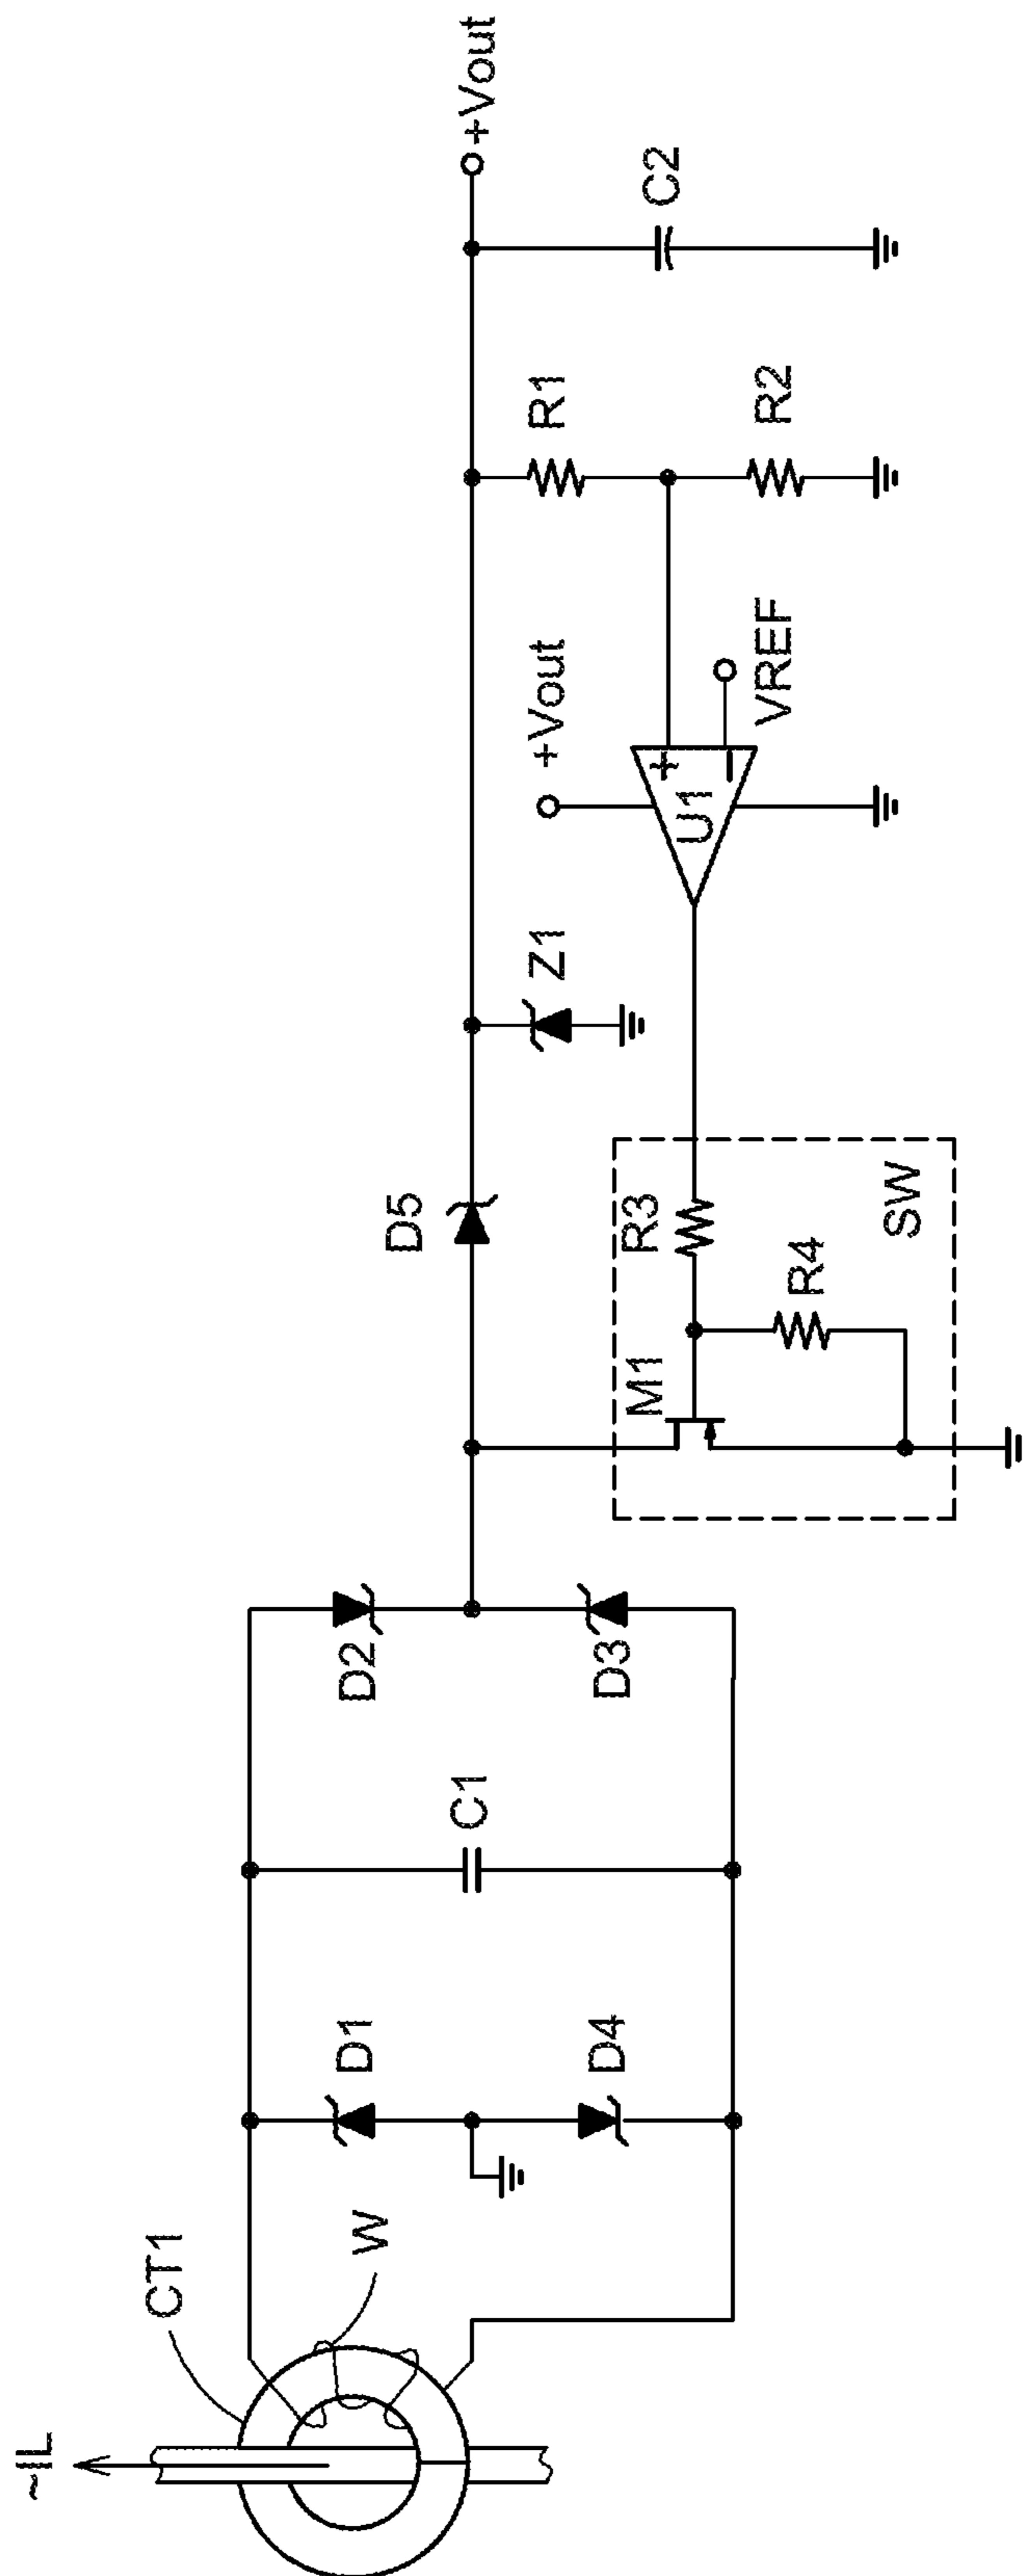 ~IL
CT1
W
D1
D4
C1
D2
D3
D5
M1
R3
R4
SW
Z1
+Vout
U1
+
−
VREF
R1
R2
C2
+Vout